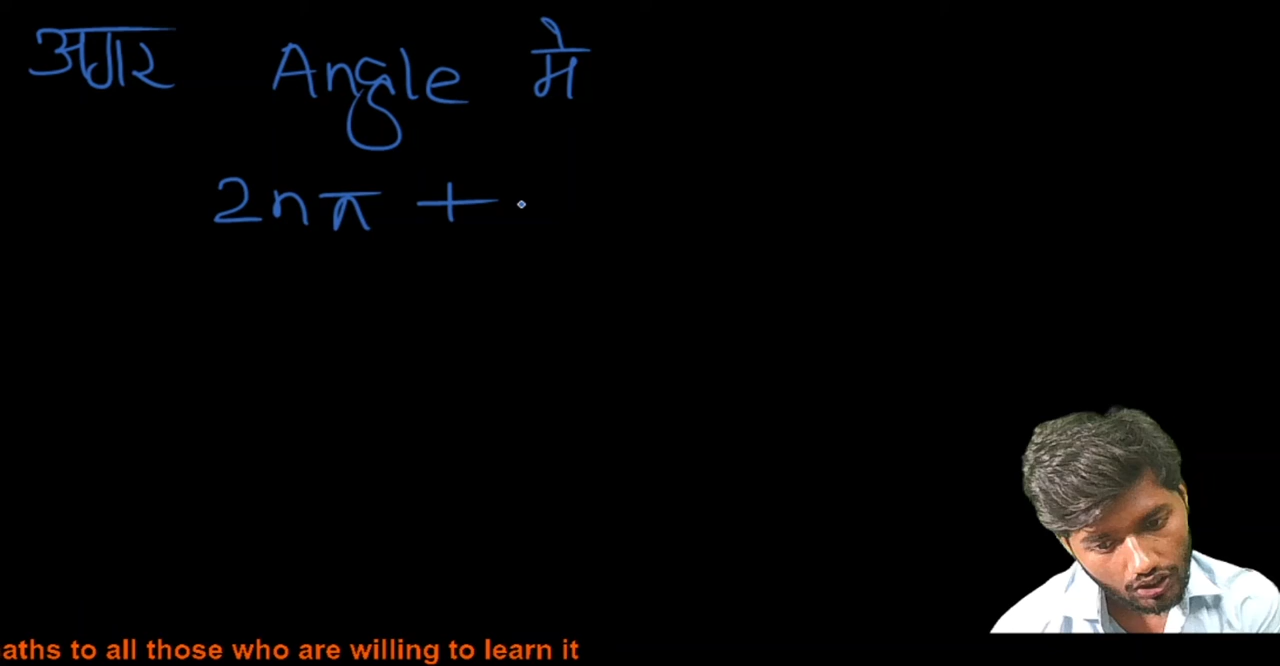 अगर Angle मे
2nπ +
aths to all those who are willing to learn it